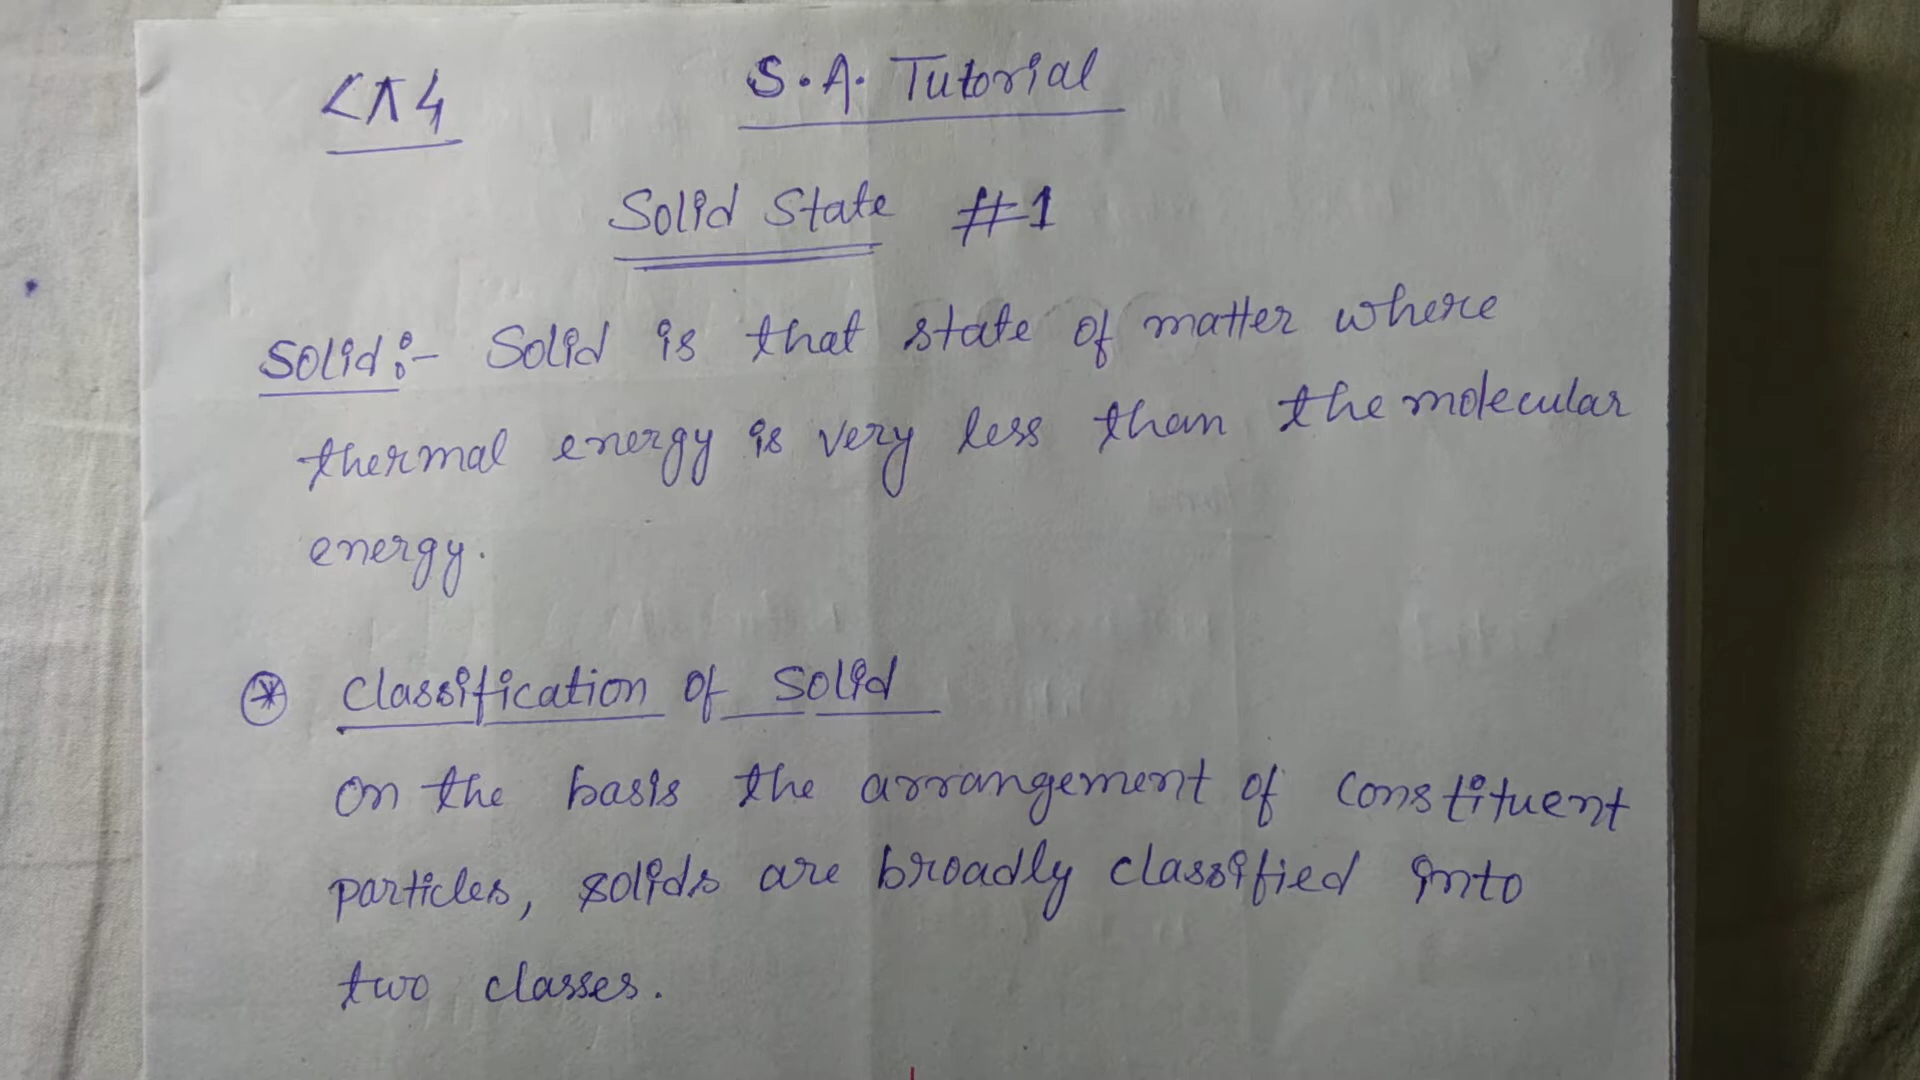 S.A. Tutorial
Solid State #1
Solid:- Solid is that state of matter where
thermal energy is very less than the molecular
energy.
* Classification of Solid
On the basis the arrangement of constituent
particles, solids are broadly classified into
two classes.